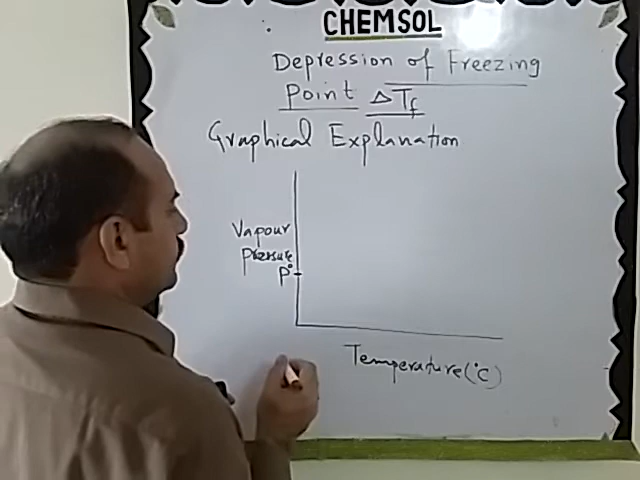 CHEMSOL
Depression of Freezing
Point ΔTf
Graphical Explanation
Vapour
Pressure
P°
Temperature(°C)